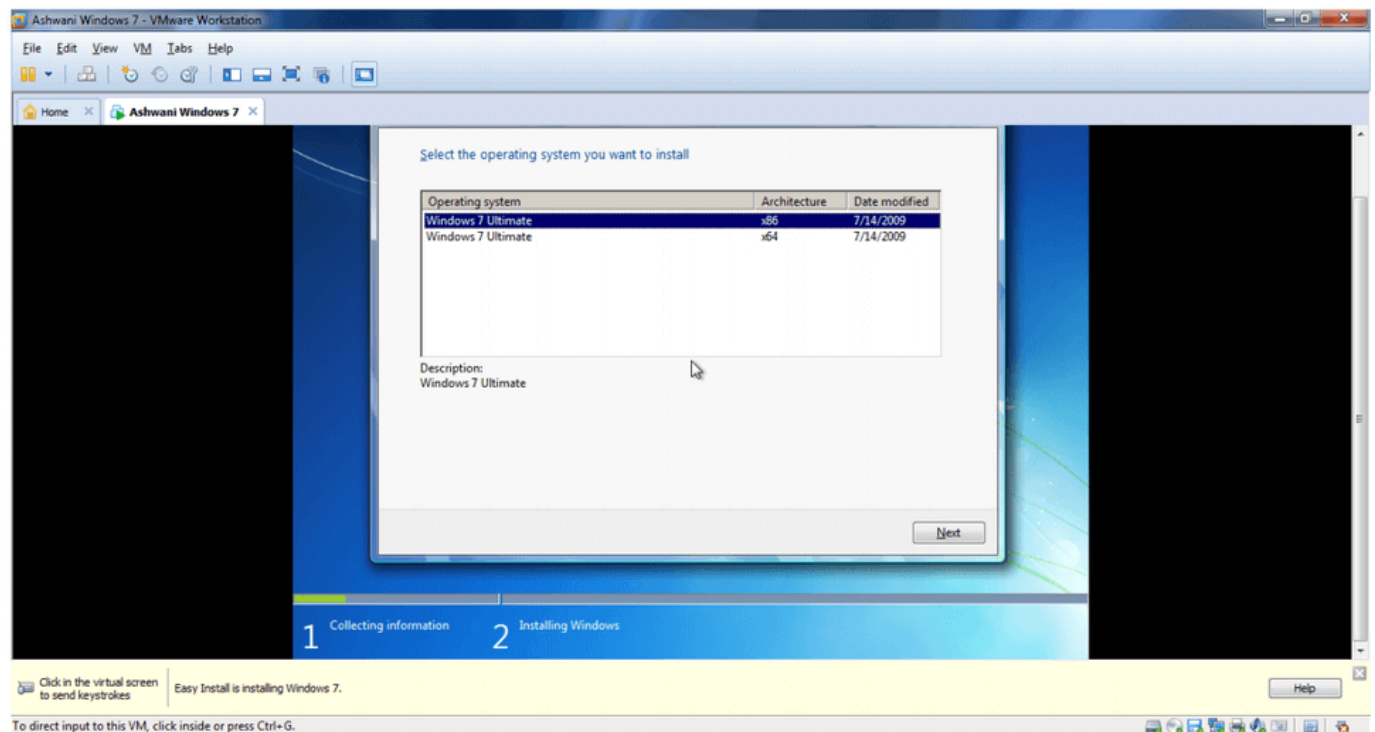 Ashwani Windows 7 - VMware Workstation
File Edit View VM Tabs Help
Home Ashwani Windows 7
Select the operating system you want to install
Operating system Architecture Date modified
Windows 7 Ultimate x86 7/14/2009
Windows 7 Ultimate x64 7/14/2009
Description:
Windows 7 Ultimate
Next
1 Collecting information 2 Installing Windows
Click in the virtual screen
to send keystrokes
Easy Install is installing Windows 7.
Help
To direct input to this VM, click inside or press Ctrl+G.